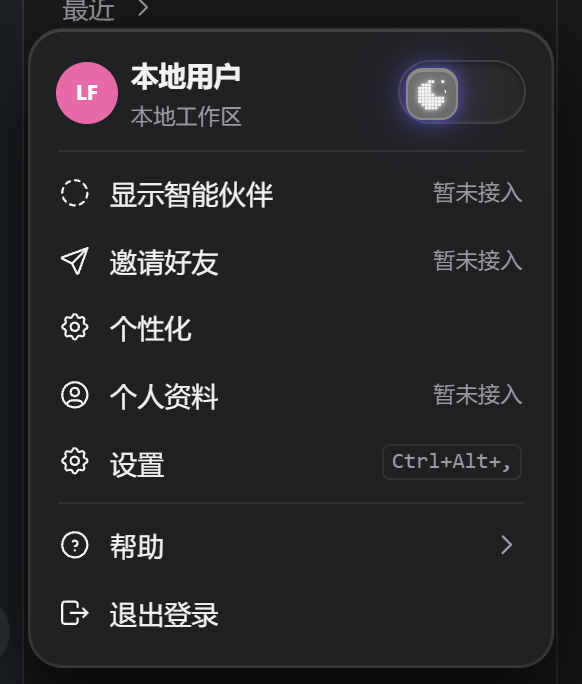 最近
LF
本地用户
本地工作区
显示智能伙伴 暂未接入
邀请好友 暂未接入
个性化
个人资料 暂未接入
设置 Ctrl+Alt+,
帮助
退出登录